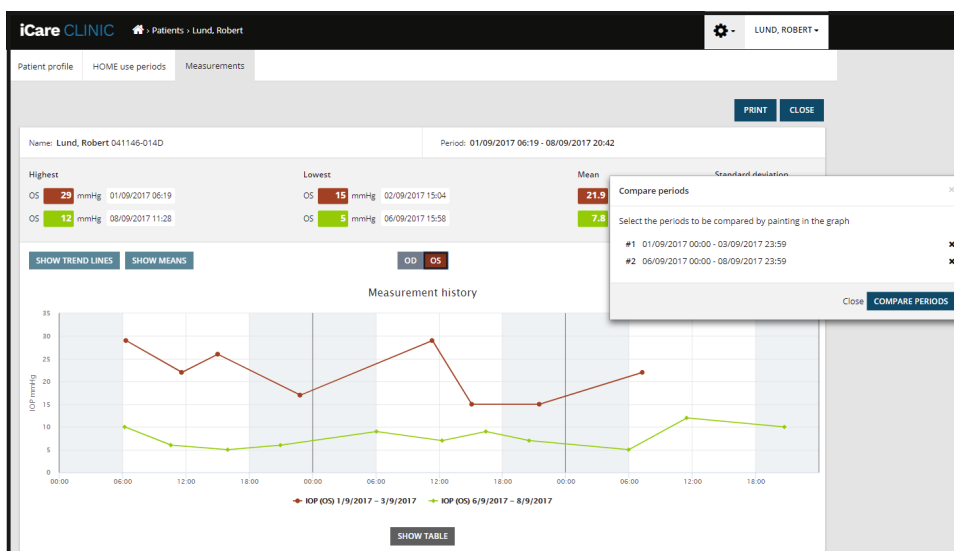 iCare CLINIC › Patients › Lund, Robert LUND, ROBERT
Patient profile HOME use periods Measurements
PRINT CLOSE
Name: Lund, Robert 041146-014D Period: 01/09/2017 06:19 - 08/09/2017 20:42
Highest Lowest Mean Standard deviation
OS 29 mmHg 01/09/2017 06:19 OS 15 mmHg 02/09/2017 15:04 21.9
OS 12 mmHg 08/09/2017 11:28 OS 5 mmHg 06/09/2017 15:58 7.8
Compare periods ×
Select the periods to be compared by painting in the graph
#1 01/09/2017 00:00 - 03/09/2017 23:59 ×
#2 06/09/2017 00:00 - 08/09/2017 23:59 ×
Close COMPARE PERIODS
SHOW TREND LINES SHOW MEANS OD OS
Measurement history
IOP mmHg
35
30
25
20
15
10
5
0
00:00 06:00 12:00 18:00 00:00 06:00 12:00 18:00 00:00 06:00 12:00 18:00
IOP (OS) 1/9/2017 – 3/9/2017 IOP (OS) 6/9/2017 – 8/9/2017
SHOW TABLE